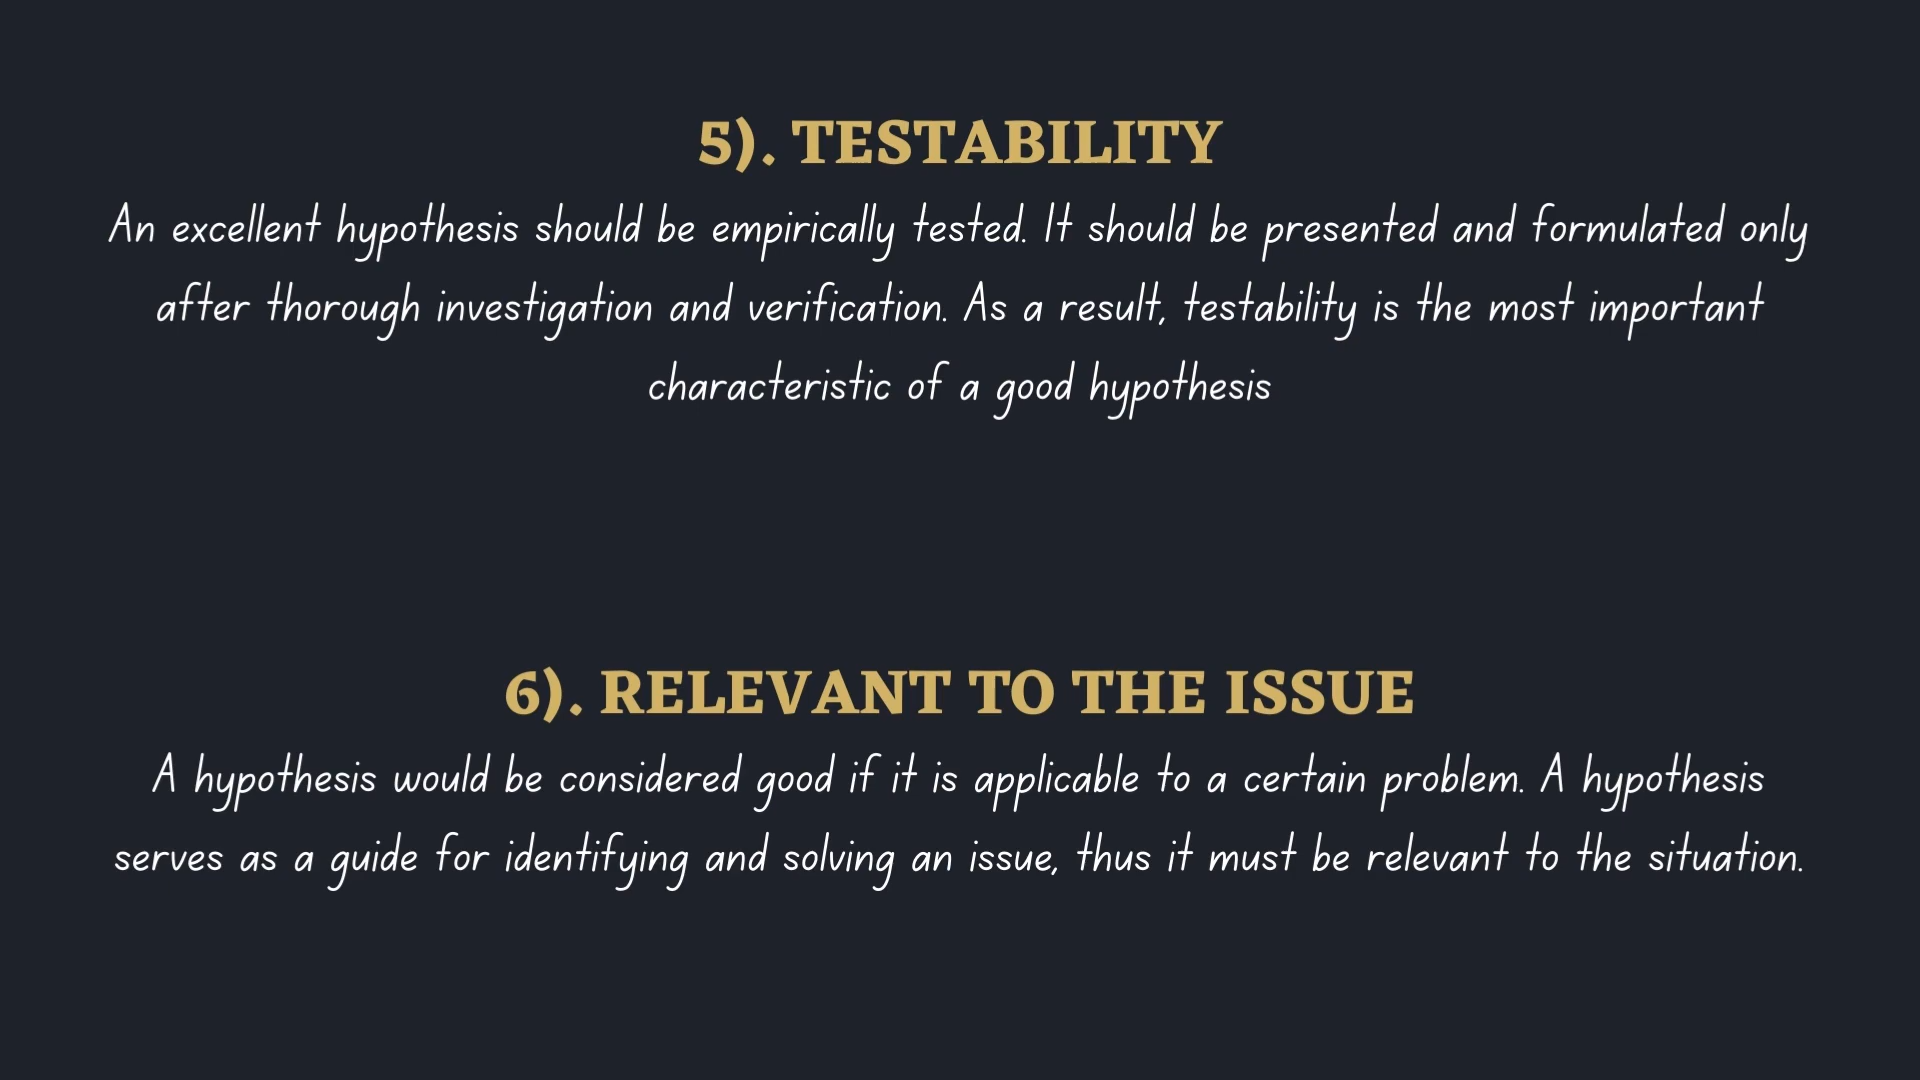 5). TESTABILITY
An excellent hypothesis should be empirically tested. It should be presented and formulated only
after thorough investigation and verification. As a result, testability is the most important
characteristic of a good hypothesis
6). RELEVANT TO THE ISSUE
A hypothesis would be considered good if it is applicable to a certain problem. A hypothesis
serves as a guide for identifying and solving an issue, thus it must be relevant to the situation.